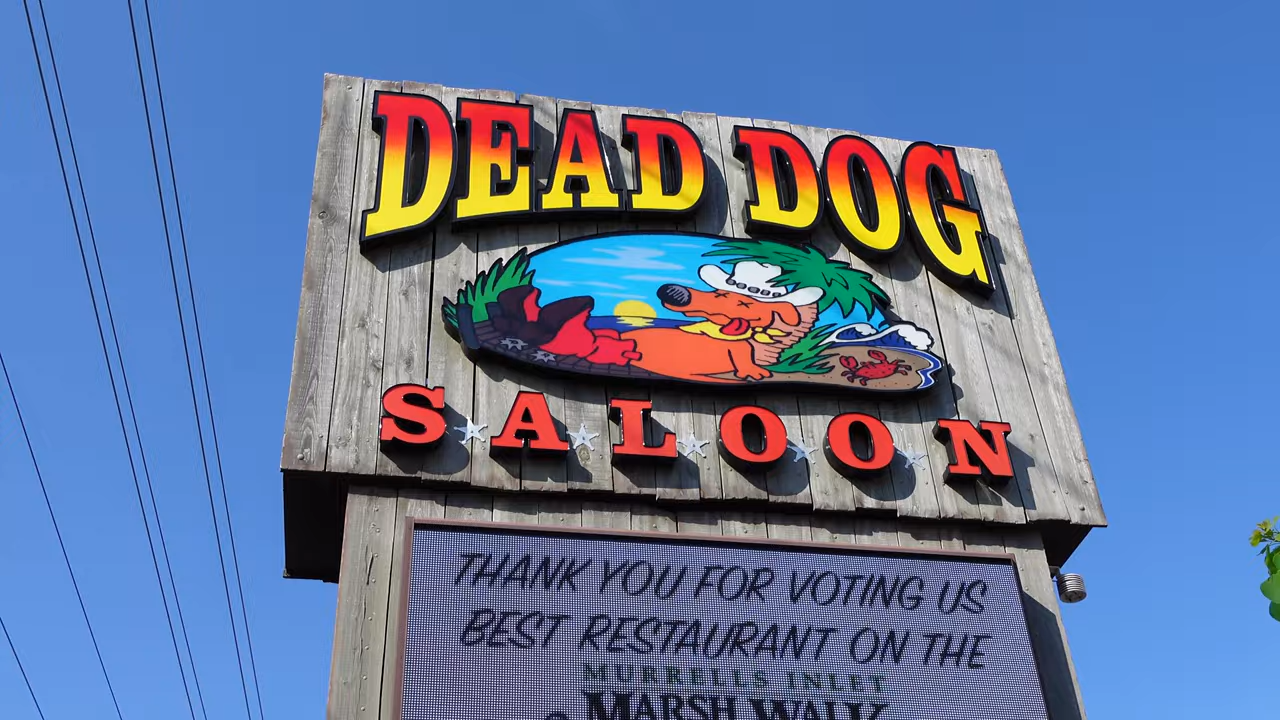 DEAD DOG
SALOON
THANK YOU FOR VOTING US
BEST RESTAURANT ON THE
MURRELLS INLET
MARSH WALK